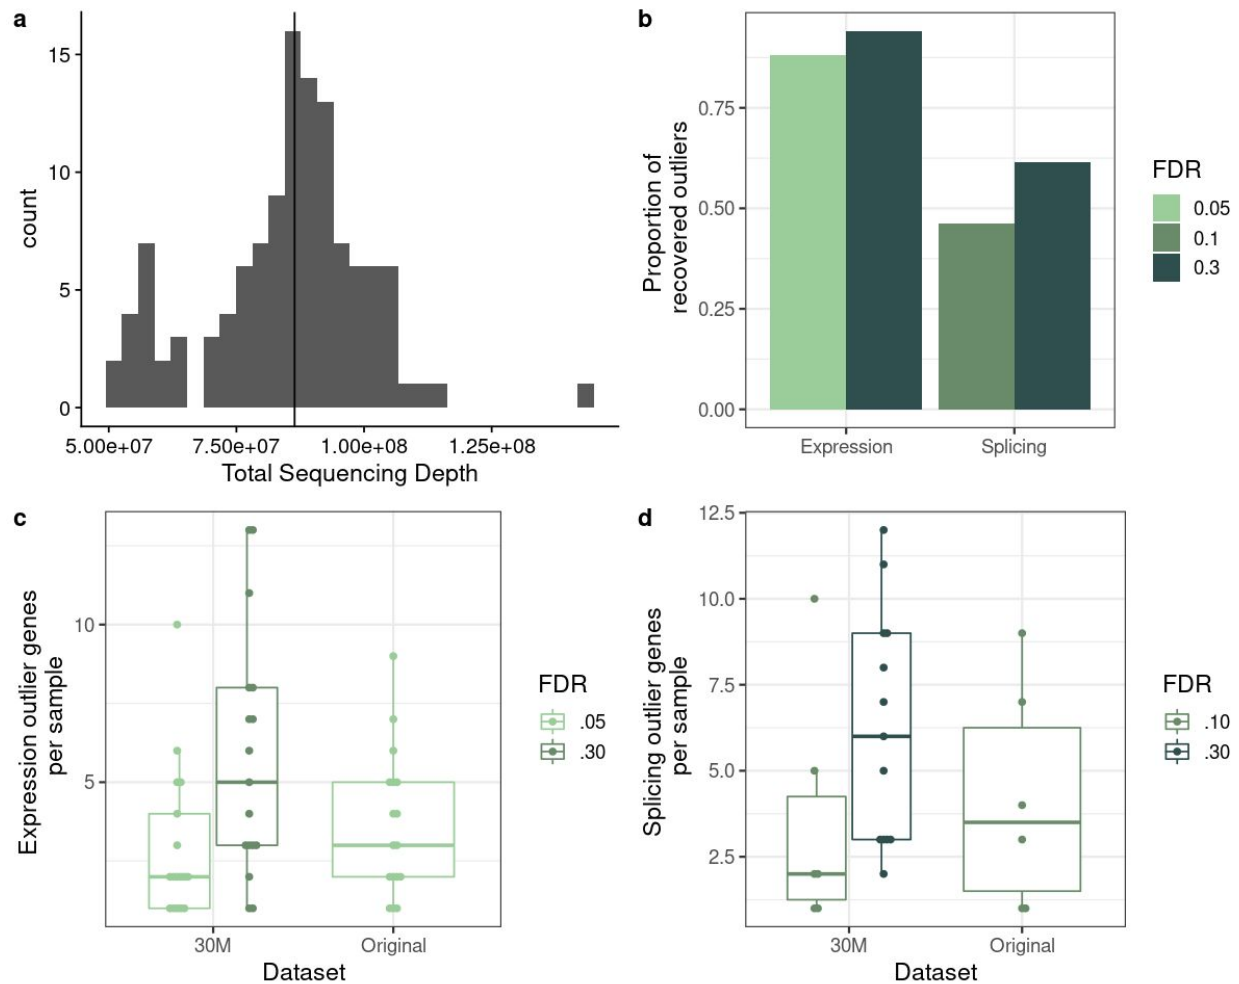 a
15
10
5
0
count
5.00e+07 7.50e+07 1.00e+08 1.25e+08
Total Sequencing Depth
b
0.75
0.50
0.25
0.00
Proportion of
recovered outliers
Expression Splicing
FDR
0.05
0.1
0.3
c
10
5
Expression outlier genes
per sample
30M Original
Dataset
FDR
.05
.30
d
12.5
10.0
7.5
5.0
2.5
Splicing outlier genes
per sample
30M Original
Dataset
FDR
.10
.30